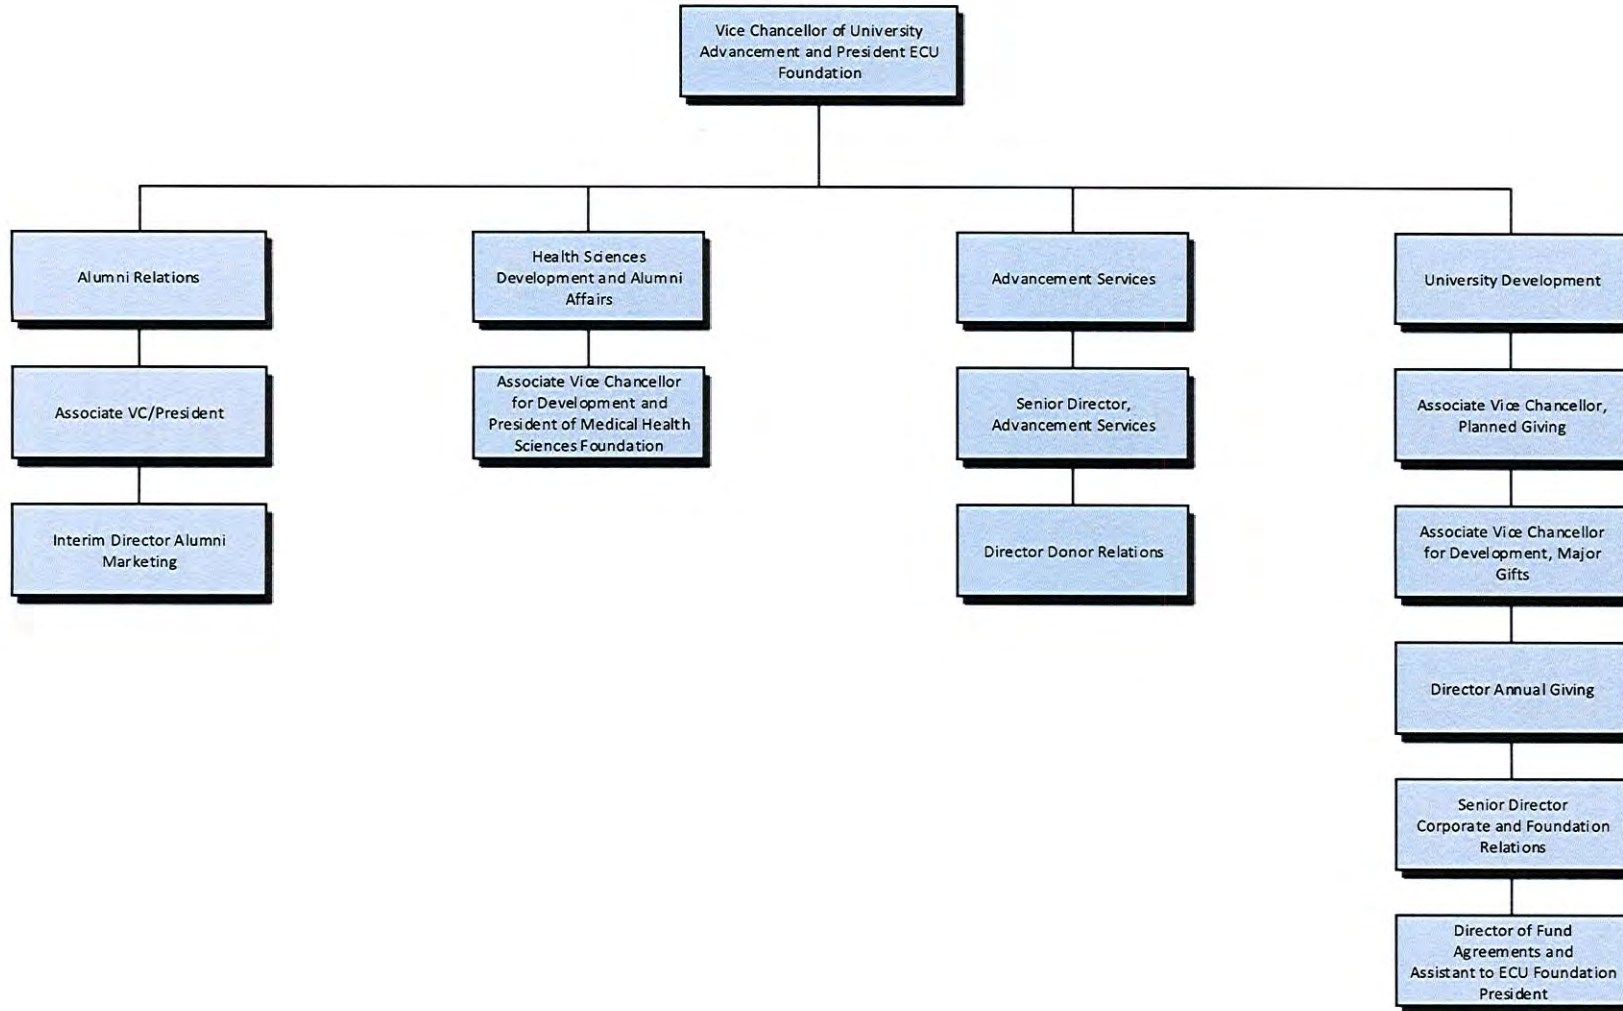 Vice Chancellor of University
Advancement and President ECU
Foundation
Alumni Relations
Associate VC/President
Interim Director Alumni
Marketing
Health Sciences
Development and Alumni
Affairs
Associate Vice Chancellor
for Development and
President of Medical Health
Sciences Foundation
Advancement Services
Senior Director,
Advancement Services
Director Donor Relations
University Development
Associate Vice Chancellor,
Planned Giving
Associate Vice Chancellor
for Development, Major
Gifts
Director Annual Giving
Senior Director
Corporate and Foundation
Relations
Director of Fund
Agreements and
Assistant to ECU Foundation
President